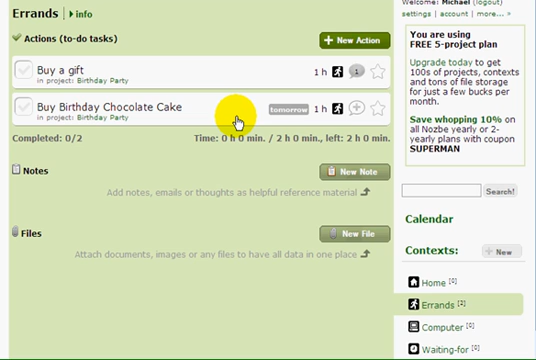 Errands | ▸info
Welcome: Michael (logout)
settings | account | more... »
Actions (to-do tasks)
+ New Action
Buy a gift
in project: Birthday Party
1 h
1
Buy Birthday Chocolate Cake
in project: Birthday Party
tomorrow
1 h
Completed: 0/2
Time: 0 h 0 min. / 2 h 0 min., left: 2 h 0 min.
Notes
New Note
Add notes, emails or thoughts as helpful reference material
Files
New File
Attach documents, images or any files to have all data in one place
You are using
FREE 5-project plan
Upgrade today to get
100s of projects, contexts
and tons of file storage
for just a few bucks per
month.
Save whopping 10% on
all Nozbe yearly or 2-
yearly plans with coupon
SUPERMAN
Search!
Calendar
Contexts:
+ New
Home [0]
Errands [2]
Computer [0]
Waiting-for [0]